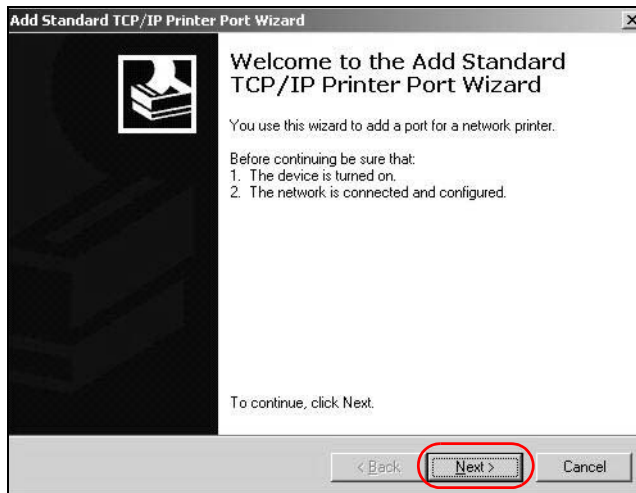 Add Standard TCP/IP Printer Port Wizard
Welcome to the Add Standard
TCP/IP Printer Port Wizard
You use this wizard to add a port for a network printer.
Before continuing be sure that:
1. The device is turned on.
2. The network is connected and configured.
To continue, click Next.
< Back
Next >
Cancel